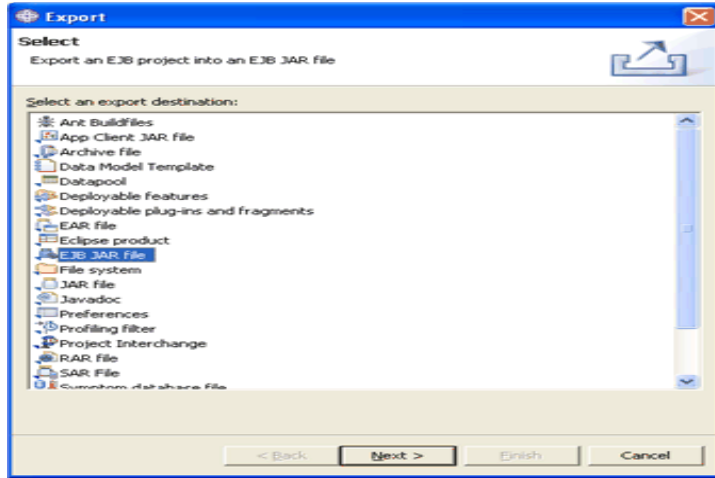 Export
Select
Export an EJB project into an EJB JAR file
Select an export destination:
Ant Buildfiles
App Client JAR file
Archive file
Data Model Template
Datapool
Deployable features
Deployable plug-ins and fragments
EAR file
Eclipse product
EJB JAR file
File system
JAR file
Javadoc
Preferences
Profiling filter
Project Interchange
RAR file
SAR File
Symptom database file
< Back Next > Finish Cancel